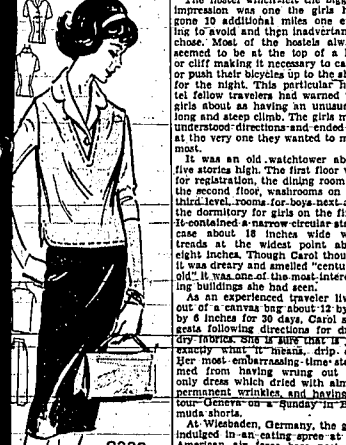 impression was one the girls h
gone 10 additional miles one e
ing to avoid and then inadverten
chose. Most of the hostels alw
seemed to be at the top of a
or cliff making it necessary to ca
or push their bicycles up to the s
for the night. This particular h
tel fellow travelers had warned
girls about as having an unusua
long and steep climb. The girls m
understood directions and ended
at the very one they wanted to m
most.
It was an old watchtower ab
five stories high. The first floor
for registration, the dining room
the second floor, washrooms on
third level, rooms for boys next a
the dormitory for girls on the fi
It contained a narrow circular sta
case about 18 inches wide w
treads at the widest point ab
eight inches. Though Carol thou
it was dreary and smelled "centu
old" it was one of the most intere
ing buildings she had seen.
As an experienced traveler liv
out of a canvas bag about 12 by
by 6 inches for 30 days, Carol s
gests following directions for d
dry fabrics. She is sure that is
exactly what it means, drip d
Her most embarrassing time ste
med from having wrung out
only dress which dried with alm
permanent wrinkles, and having
tour Geneva on a Sunday in B
muda shorts.
At Wiesbaden, Germany, the g
indulged in an eating spree at